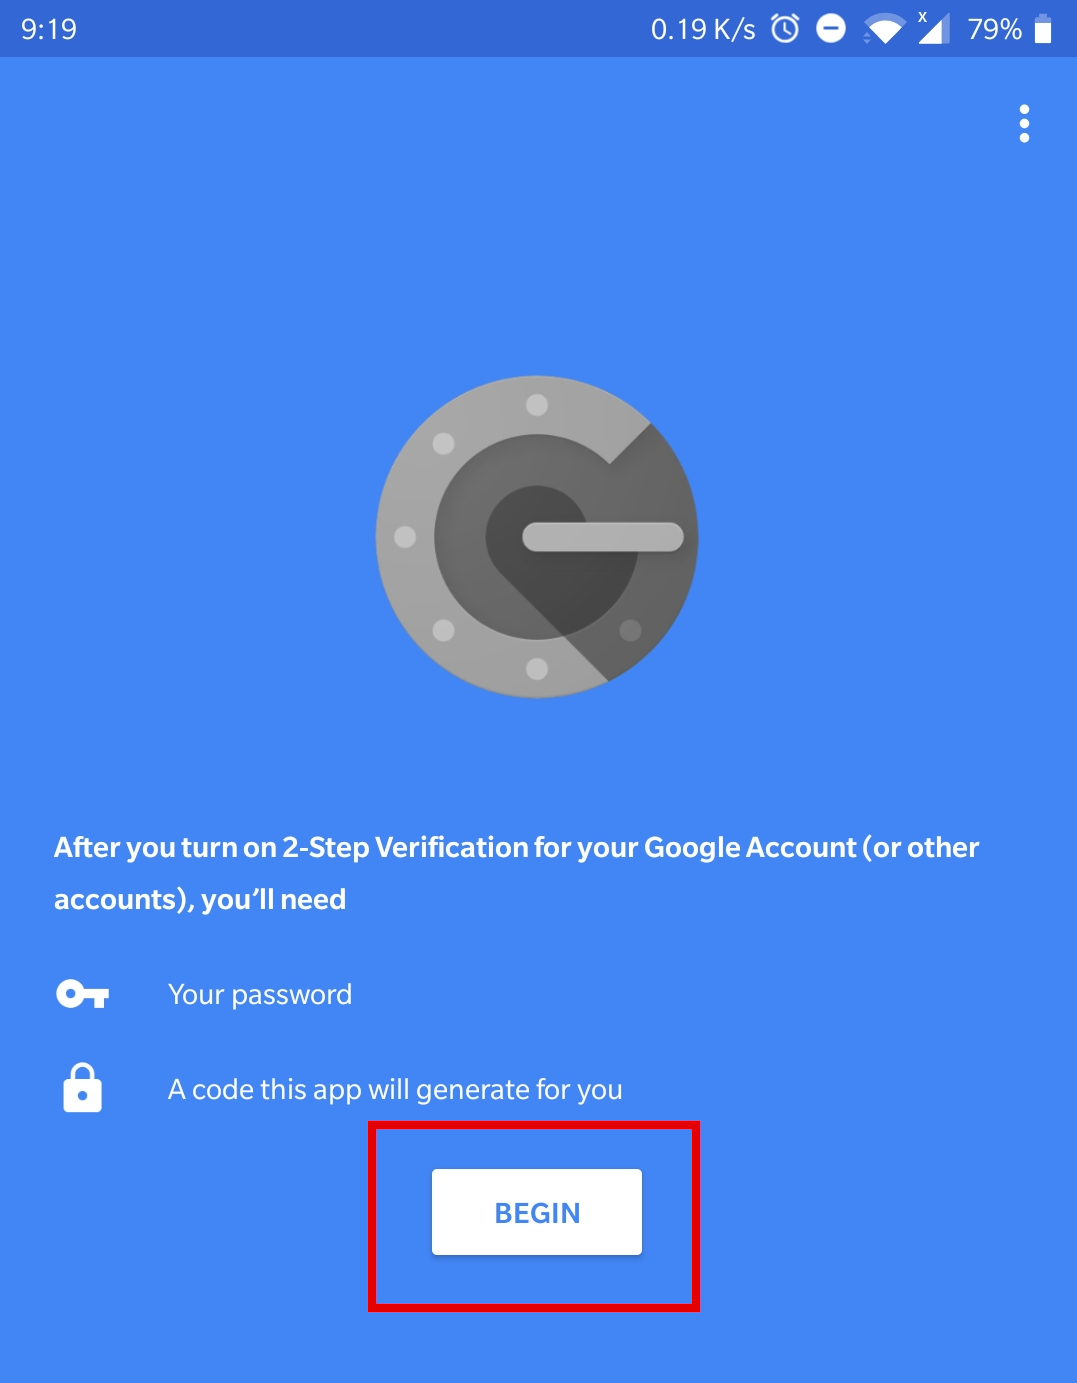 9:19 0.19 K/s x 79%
After you turn on 2-Step Verification for your Google Account (or other
accounts), you’ll need
Your password
A code this app will generate for you
BEGIN